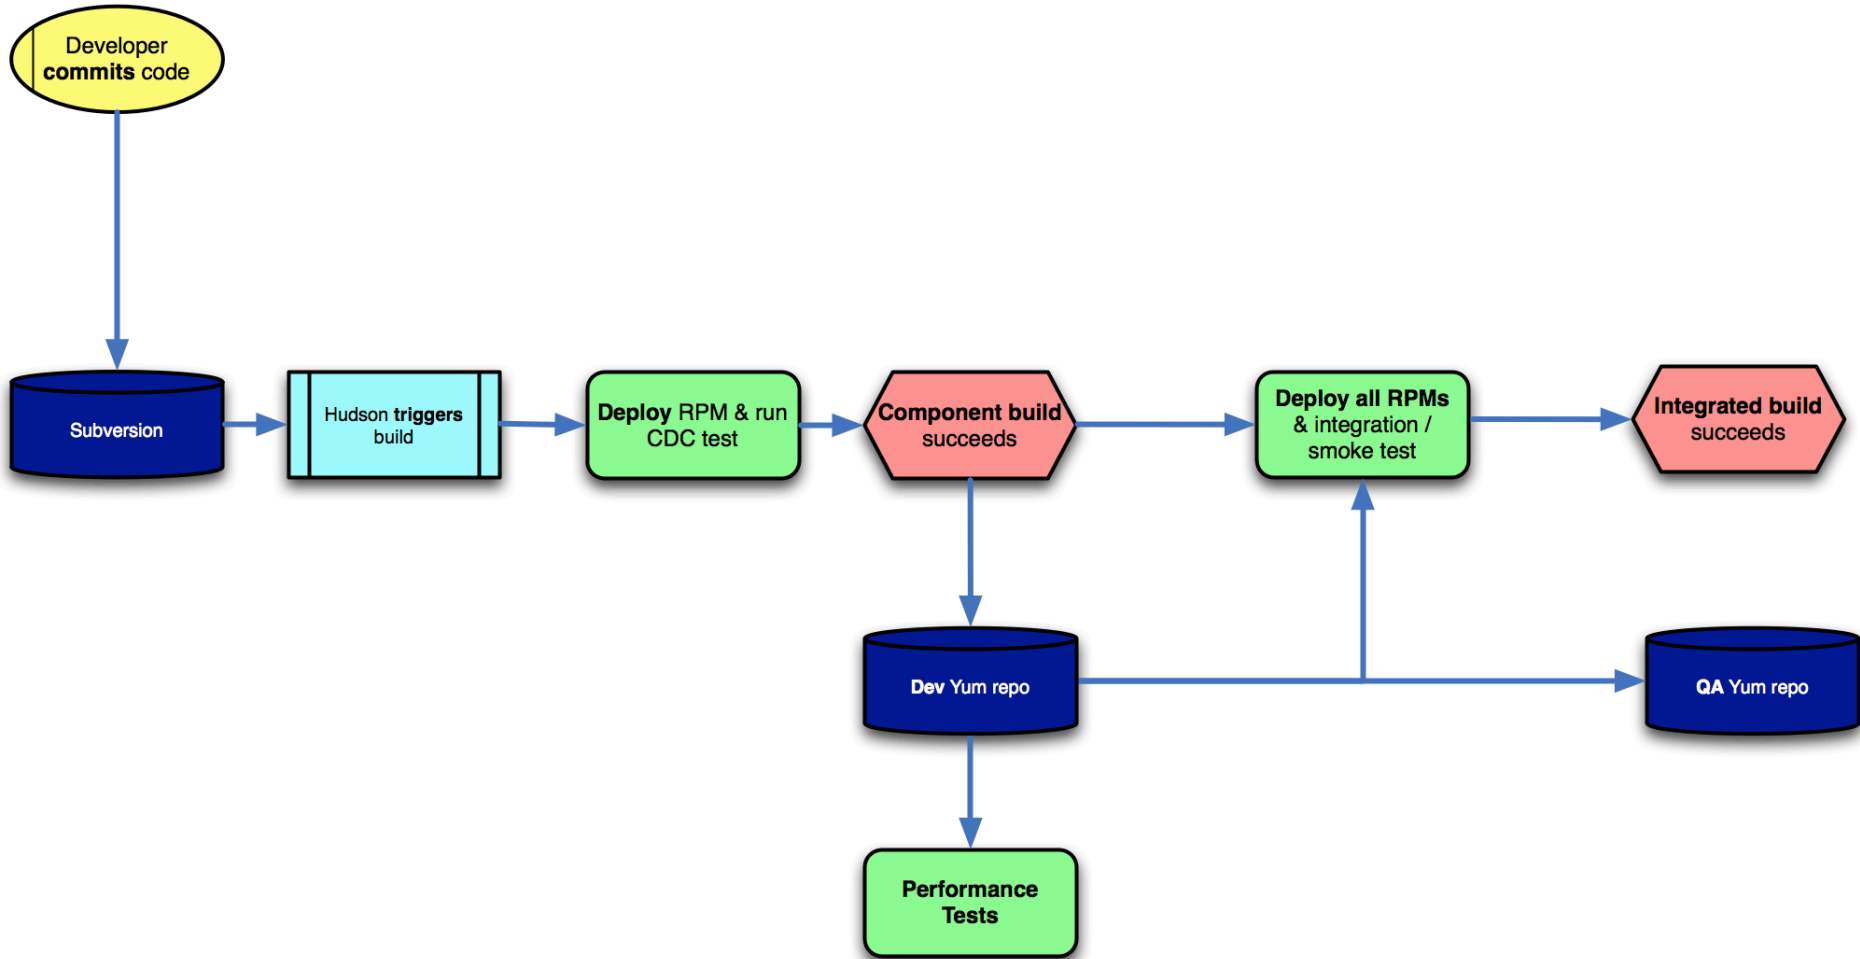 Developer
commits code
Subversion
Hudson triggers
build
Deploy RPM & run
CDC test
Component build
succeeds
Deploy all RPMs
& integration /
smoke test
Integrated build
succeeds
Dev Yum repo
QA Yum repo
Performance
Tests